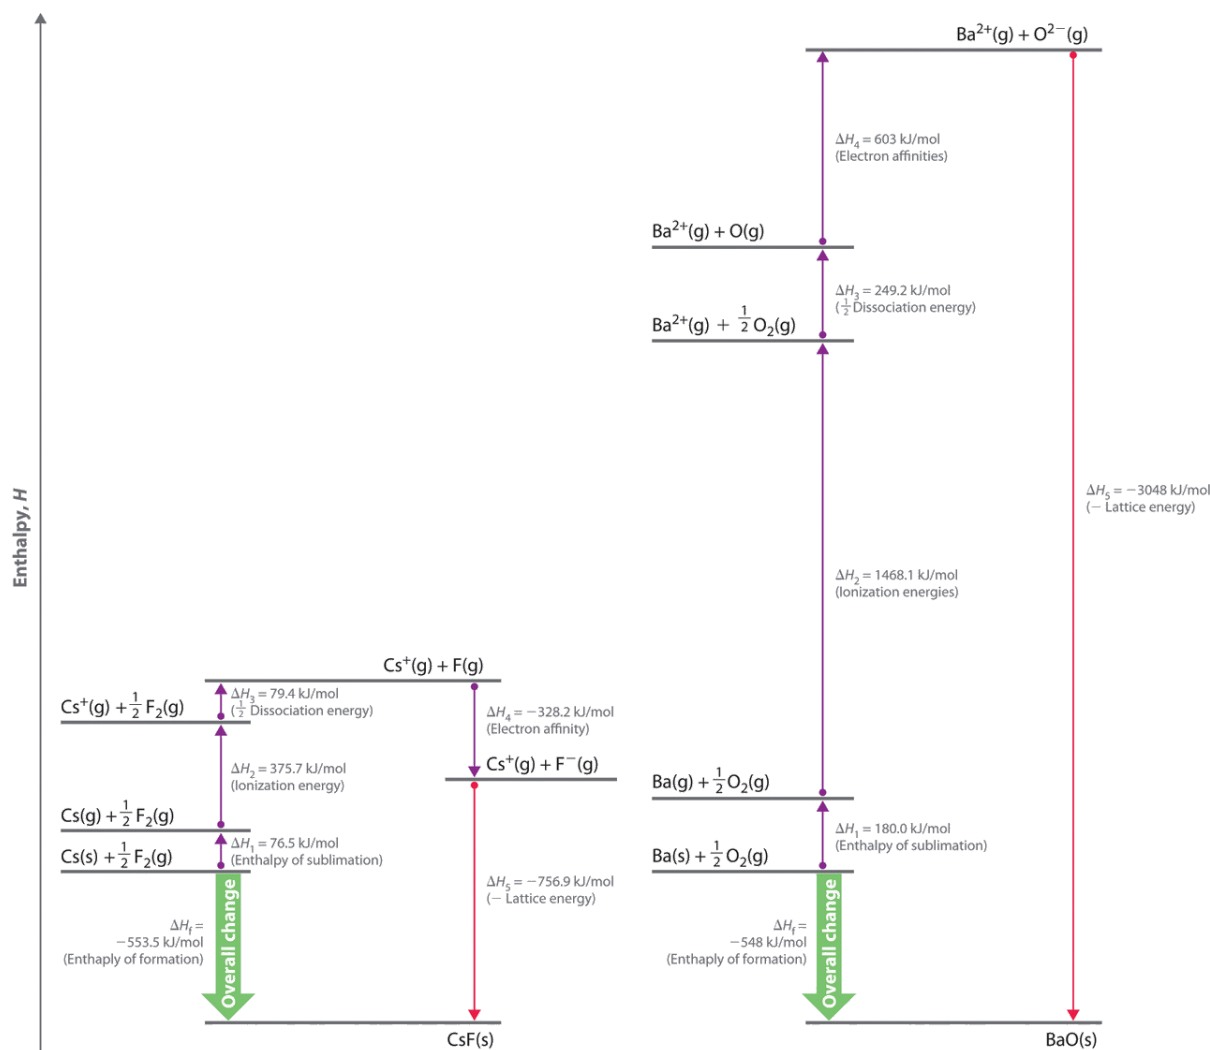 Enthalpy, H
Cs⁺(g) + F(g)
ΔH₃ = 79.4 kJ/mol
(½ Dissociation energy)
Cs⁺(g) + ½ F₂(g)
ΔH₄ = −328.2 kJ/mol
(Electron affinity)
Cs⁺(g) + F⁻(g)
ΔH₂ = 375.7 kJ/mol
(Ionization energy)
Cs(g) + ½ F₂(g)
ΔH₁ = 76.5 kJ/mol
(Enthalpy of sublimation)
Cs(s) + ½ F₂(g)
ΔH₅ = −756.9 kJ/mol
(− Lattice energy)
Overall change
ΔHf =
−553.5 kJ/mol
(Enthaply of formation)
CsF(s)
Ba²⁺(g) + O²⁻(g)
ΔH₄ = 603 kJ/mol
(Electron affinities)
Ba²⁺(g) + O(g)
ΔH₃ = 249.2 kJ/mol
(½ Dissociation energy)
Ba²⁺(g) + ½ O₂(g)
ΔH₅ = −3048 kJ/mol
(− Lattice energy)
ΔH₂ = 1468.1 kJ/mol
(Ionization energies)
Ba(g) + ½ O₂(g)
ΔH₁ = 180.0 kJ/mol
(Enthalpy of sublimation)
Ba(s) + ½ O₂(g)
Overall change
ΔHf =
−548 kJ/mol
(Enthaply of formation)
BaO(s)